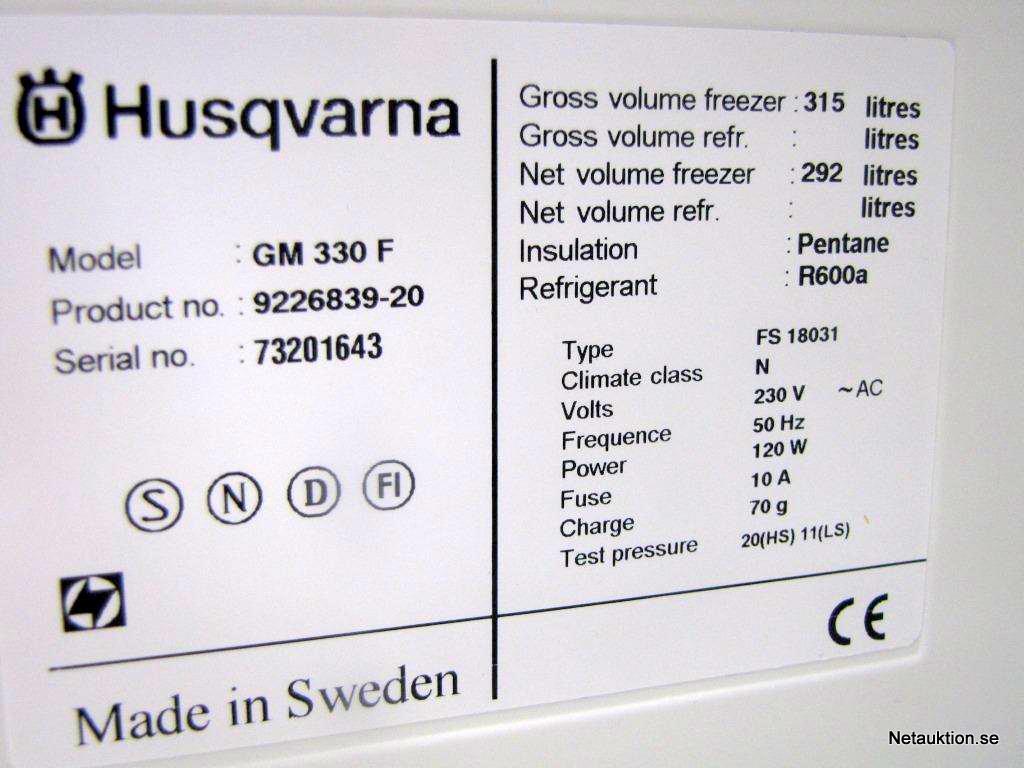 Husqvarna
Model : GM 330 F
Product no. : 9226839-20
Serial no. : 73201643
S N D FI
Made in Sweden
Gross volume freezer : 315 litres
Gross volume refr. : litres
Net volume freezer : 292 litres
Net volume refr. : litres
Insulation : Pentane
Refrigerant : R600a
Type FS 18031
Climate class N
Volts 230 V ~AC
Frequence 50 Hz
Power 120 W
Fuse 10 A
Charge 70 g
Test pressure 20(HS) 11(LS)
CE
Netauktion.se